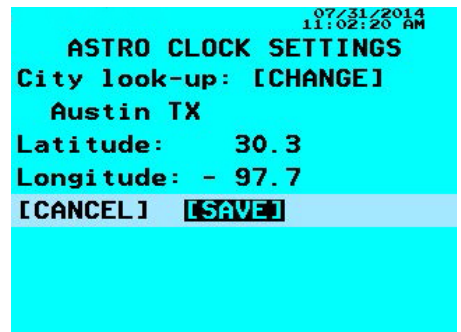 07/31/2014
11:02:20 AM
ASTRO CLOCK SETTINGS
City look-up: [CHANGE]
Austin TX
Latitude: 30.3
Longitude: - 97.7
[CANCEL] [SAVE]